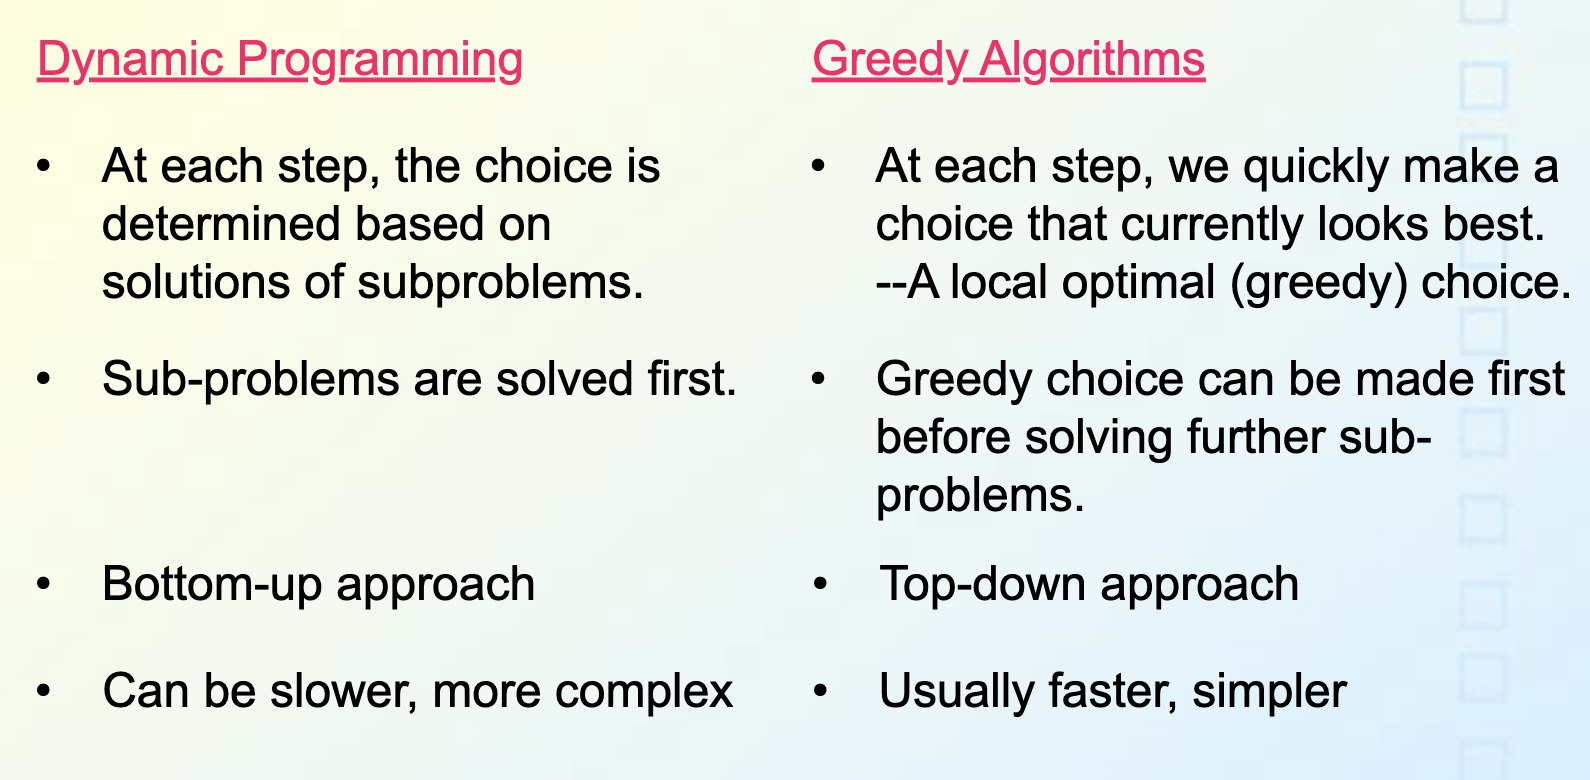 Dynamic Programming
• At each step, the choice is
determined based on
solutions of subproblems.
• Sub-problems are solved first.
• Bottom-up approach
• Can be slower, more complex
Greedy Algorithms
• At each step, we quickly make a
choice that currently looks best.
--A local optimal (greedy) choice.
• Greedy choice can be made first
before solving further sub-
problems.
• Top-down approach
• Usually faster, simpler